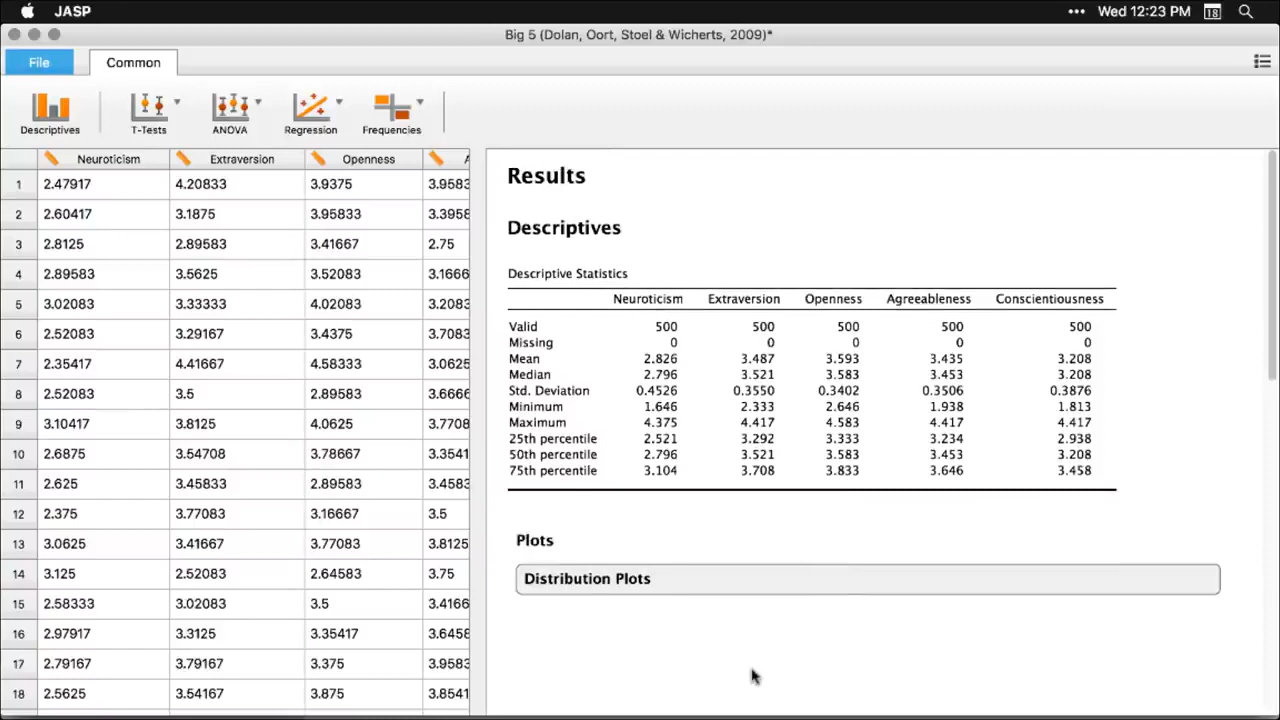 JASP ••• Wed 12:23 PM 18
Big 5 (Dolan, Oort, Stoel & Wicherts, 2009)*
File Common
Descriptives T-Tests ANOVA Regression Frequencies
Neuroticism Extraversion Openness A
1 2.47917 4.20833 3.9375 3.9583
2 2.60417 3.1875 3.95833 3.3958
3 2.8125 2.89583 3.41667 2.75
4 2.89583 3.5625 3.52083 3.1666
5 3.02083 3.33333 4.02083 3.2083
6 2.52083 3.29167 3.4375 3.7083
7 2.35417 4.41667 4.58333 3.0625
8 2.52083 3.5 2.89583 3.6666
9 3.10417 3.8125 4.0625 3.7708
10 2.6875 3.54708 3.78667 3.3541
11 2.625 3.45833 2.89583 3.4583
12 2.375 3.77083 3.16667 3.5
13 3.0625 3.41667 3.77083 3.8125
14 3.125 2.52083 2.64583 3.75
15 2.58333 3.02083 3.5 3.4166
16 2.97917 3.3125 3.35417 3.6458
17 2.79167 3.79167 3.375 3.9583
18 2.5625 3.54167 3.875 3.8541
Results
Descriptives
Descriptive Statistics
Neuroticism Extraversion Openness Agreeableness Conscientiousness
Valid 500 500 500 500 500
Missing 0 0 0 0 0
Mean 2.826 3.487 3.593 3.435 3.208
Median 2.796 3.521 3.583 3.453 3.208
Std. Deviation 0.4526 0.3550 0.3402 0.3506 0.3876
Minimum 1.646 2.333 2.646 1.938 1.813
Maximum 4.375 4.417 4.583 4.417 4.417
25th percentile 2.521 3.292 3.333 3.234 2.938
50th percentile 2.796 3.521 3.583 3.453 3.208
75th percentile 3.104 3.708 3.833 3.646 3.458
Plots
Distribution Plots